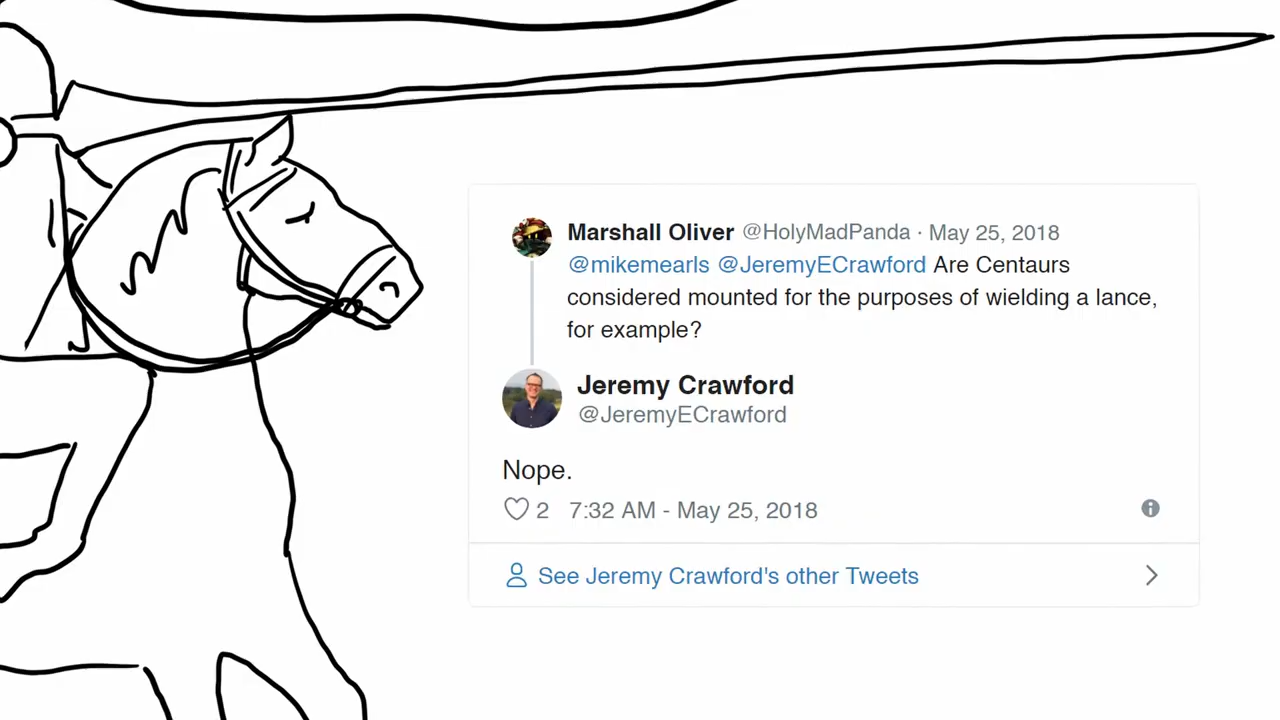 Marshall Oliver @HolyMadPanda · May 25, 2018
@mikemearls @JeremyECrawford Are Centaurs
considered mounted for the purposes of wielding a lance,
for example?
Jeremy Crawford
@JeremyECrawford
Nope.
2 7:32 AM - May 25, 2018
See Jeremy Crawford's other Tweets